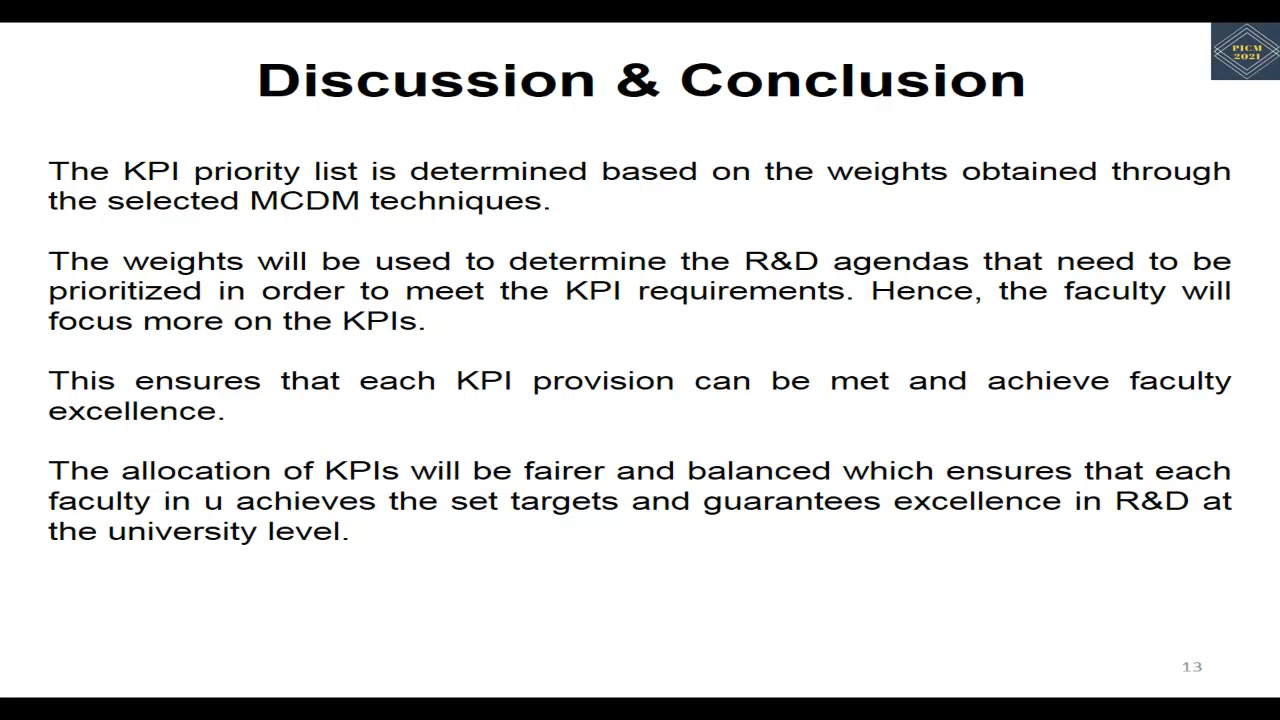 PICM
2021
Discussion & Conclusion
The KPI priority list is determined based on the weights obtained through
the selected MCDM techniques.
The weights will be used to determine the R&D agendas that need to be
prioritized in order to meet the KPI requirements. Hence, the faculty will
focus more on the KPIs.
This ensures that each KPI provision can be met and achieve faculty
excellence.
The allocation of KPIs will be fairer and balanced which ensures that each
faculty in u achieves the set targets and guarantees excellence in R&D at
the university level.
13